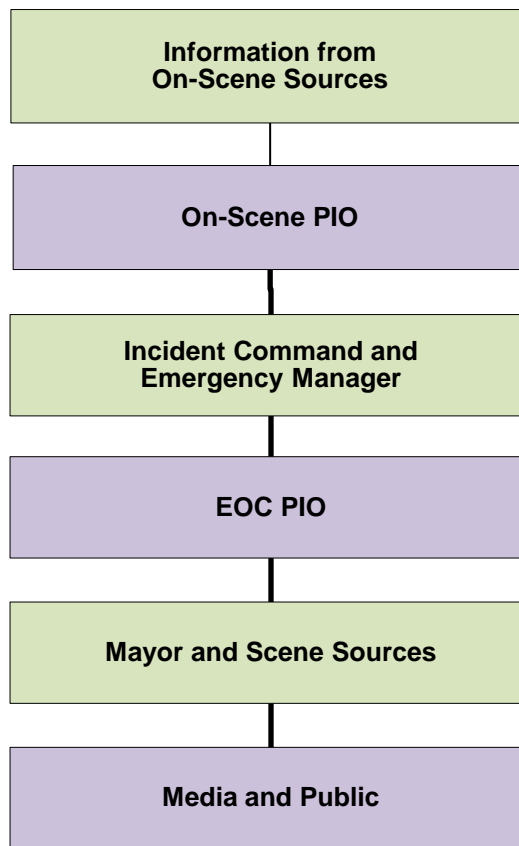 Information from
On-Scene Sources
On-Scene PIO
Incident Command and
Emergency Manager
EOC PIO
Mayor and Scene Sources
Media and Public